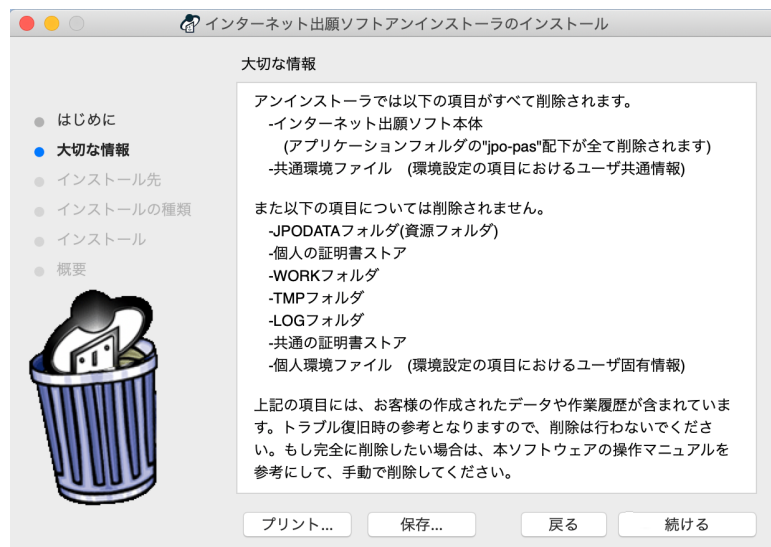 インターネット出願ソフトアンインストーラのインストール
大切な情報
はじめに
大切な情報
インストール先
インストールの種類
インストール
概要
アンインストーラでは以下の項目がすべて削除されます。
-インターネット出願ソフト本体
(アプリケーションフォルダの"jpo-pas"配下が全て削除されます)
-共通環境ファイル　(環境設定の項目におけるユーザ共通情報)
また以下の項目については削除されません。
-JPODATAフォルダ(資源フォルダ)
-個人の証明書ストア
-WORKフォルダ
-TMPフォルダ
-LOGフォルダ
-共通の証明書ストア
-個人環境ファイル　(環境設定の項目におけるユーザ固有情報)
上記の項目には、お客様の作成されたデータや作業履歴が含まれていま
す。トラブル復旧時の参考となりますので、削除は行わないでくださ
い。もし完全に削除したい場合は、本ソフトウェアの操作マニュアルを
参考にして、手動で削除してください。
プリント...
保存...
戻る
続ける